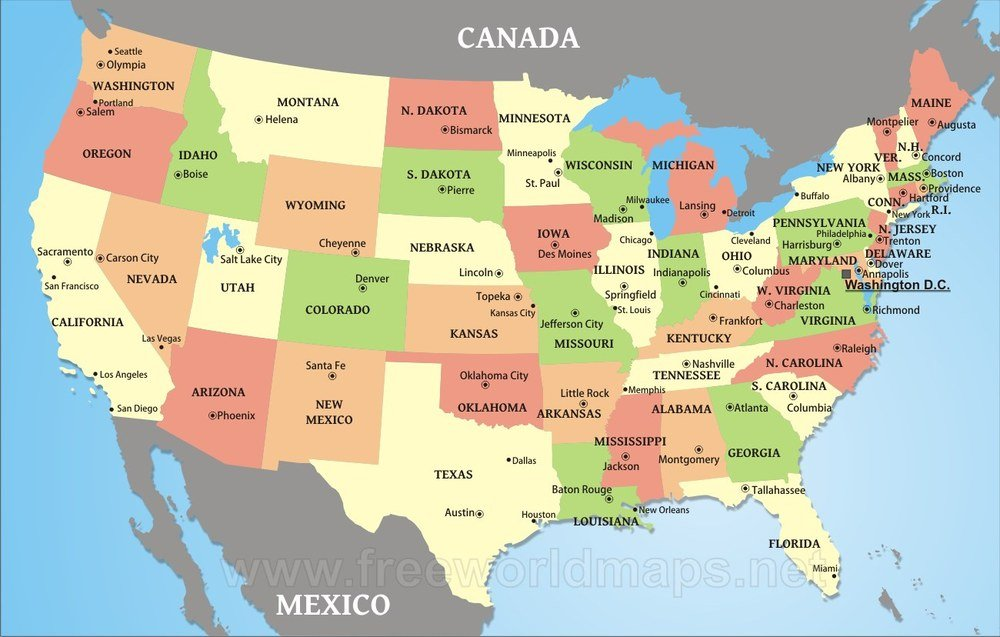 CANADA
Seattle
Olympia
WASHINGTON
Portland
Salem
OREGON
IDAHO
Boise
MONTANA
Helena
WYOMING
Cheyenne
N. DAKOTA
Bismarck
S. DAKOTA
Pierre
NEBRASKA
Lincoln
MINNESOTA
Minneapolis
St. Paul
WISCONSIN
Madison
Milwaukee
MICHIGAN
Lansing
Detroit
IOWA
Des Moines
Chicago
ILLINOIS
Springfield
St. Louis
INDIANA
Indianapolis
OHIO
Cleveland
Columbus
Cincinnati
MAINE
Augusta
Montpelier
VER.
N.H.
Concord
NEW YORK
Albany
Buffalo
New York
MASS.
Boston
Providence
R.I.
CONN.
Hartford
PENNSYLVANIA
Philadelphia
Harrisburg
N. JERSEY
Trenton
DELAWARE
Dover
MARYLAND
Annapolis
Washington D.C.
W. VIRGINIA
Charleston
VIRGINIA
Richmond
KENTUCKY
Frankfort
Sacramento
San Francisco
CALIFORNIA
Los Angeles
San Diego
Carson City
NEVADA
Las Vegas
Salt Lake City
UTAH
Denver
COLORADO
Topeka
Kansas City
KANSAS
Jefferson City
MISSOURI
ARIZONA
Phoenix
Santa Fe
NEW
MEXICO
Oklahoma City
OKLAHOMA
Little Rock
ARKANSAS
Nashville
TENNESSEE
Memphis
N. CAROLINA
Raleigh
S. CAROLINA
Columbia
Atlanta
GEORGIA
ALABAMA
Montgomery
MISSISSIPPI
Jackson
TEXAS
Dallas
Austin
Houston
Baton Rouge
New Orleans
LOUISIANA
Tallahassee
FLORIDA
Miami
www.freeworldmaps.net
MEXICO